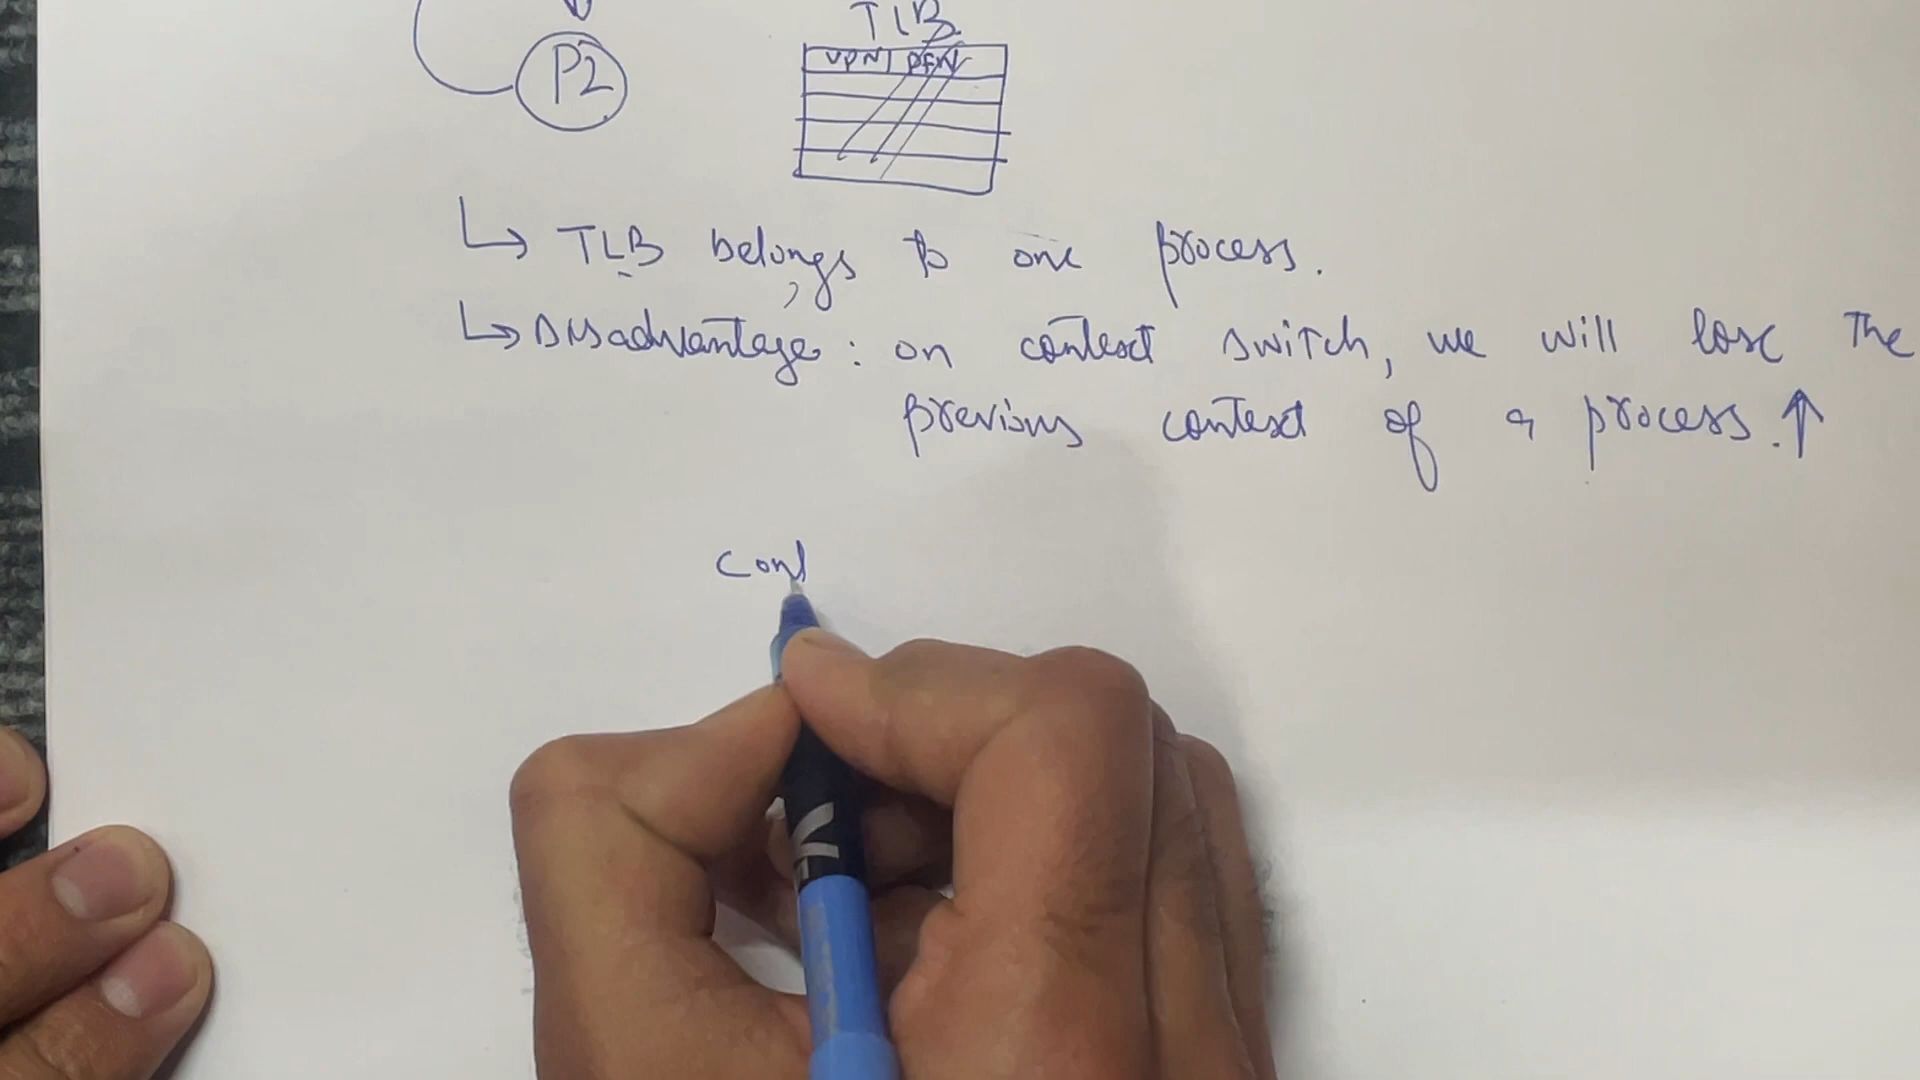 TLB
P2
VPN PFN
↳ TLB belongs to one process.
↳ Disadvantage: on context switch, we will lose the
previous context of a process. ↑
Cont